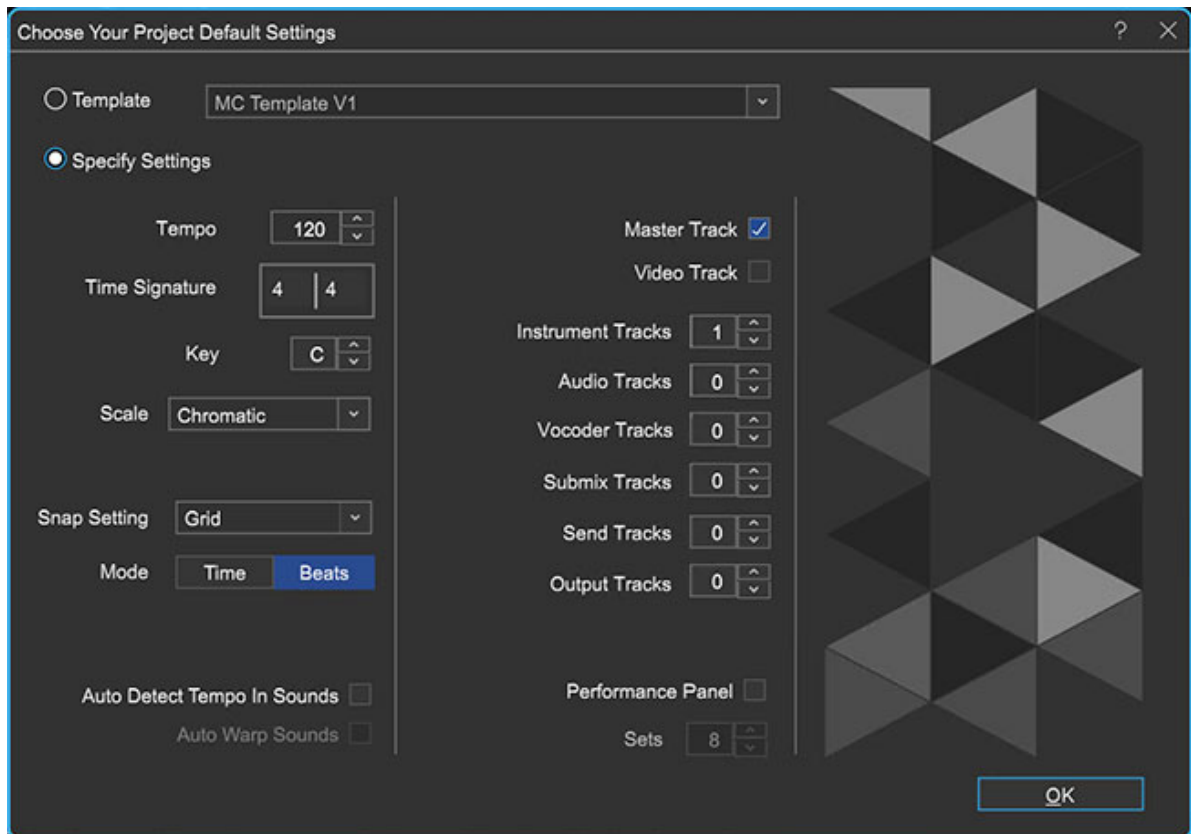 Choose Your Project Default Settings
Template MC Template V1
Specify Settings
Tempo 120
Time Signature 4 4
Key C
Scale Chromatic
Snap Setting Grid
Mode Time Beats
Auto Detect Tempo In Sounds
Auto Warp Sounds
Master Track
Video Track
Instrument Tracks 1
Audio Tracks 0
Vocoder Tracks 0
Submix Tracks 0
Send Tracks 0
Output Tracks 0
Performance Panel
Sets 8
OK